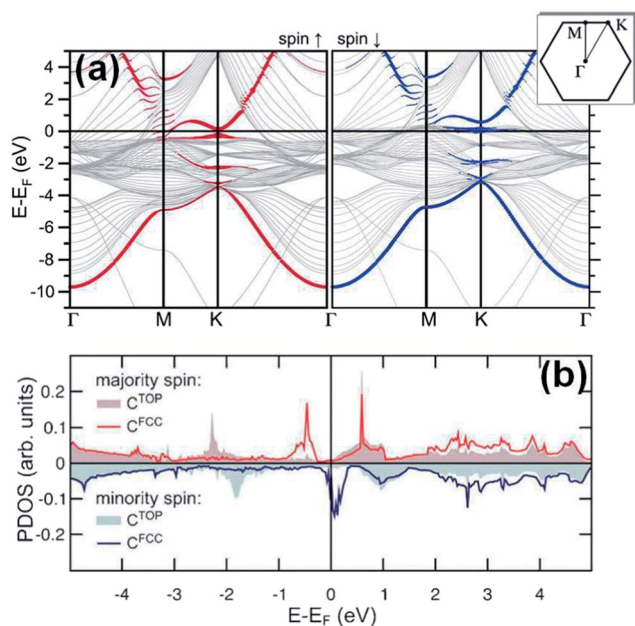 spin ↑
spin ↓
M
K
Γ
(a)
4
2
0
-2
-4
-6
-8
-10
E-E_F (eV)
Γ
M
K
Γ
M
K
Γ
(b)
0.2
0.1
0
-0.1
-0.2
PDOS (arb. units)
majority spin:
C^TOP
C^FCC
minority spin:
C^TOP
C^FCC
-4
-3
-2
-1
0
1
2
3
4
E-E_F (eV)